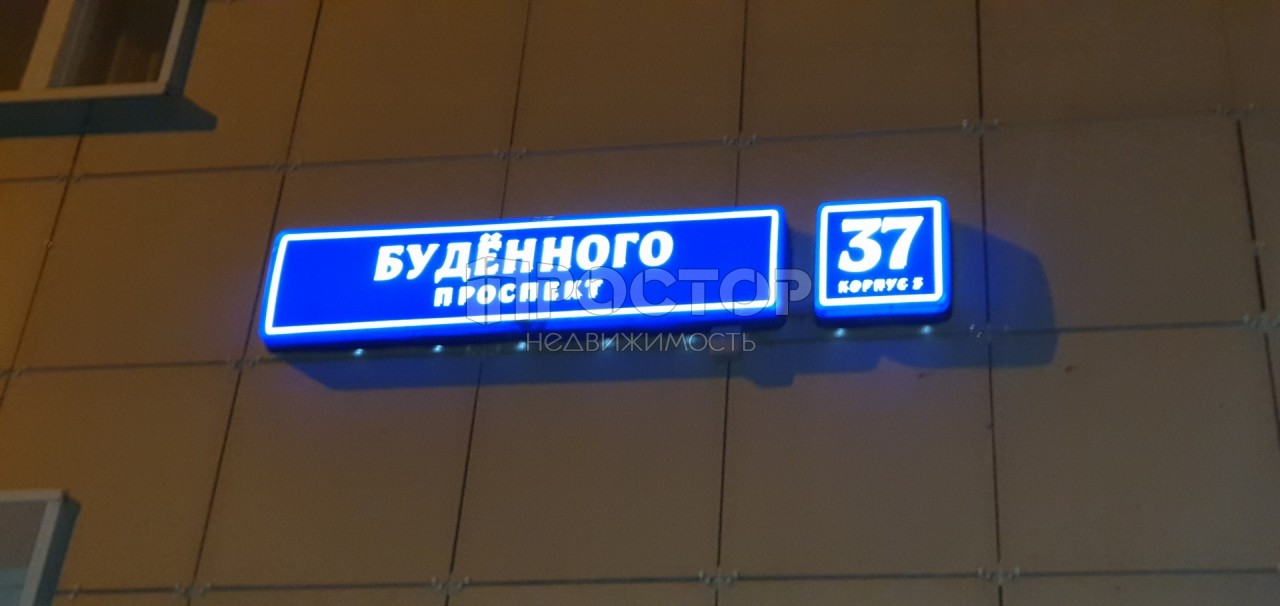 БУДЁННОГО
ПРОСПЕКТ
37
КОРПУС 5
ПРОСТОР
НЕДВИЖИМОСТЬ